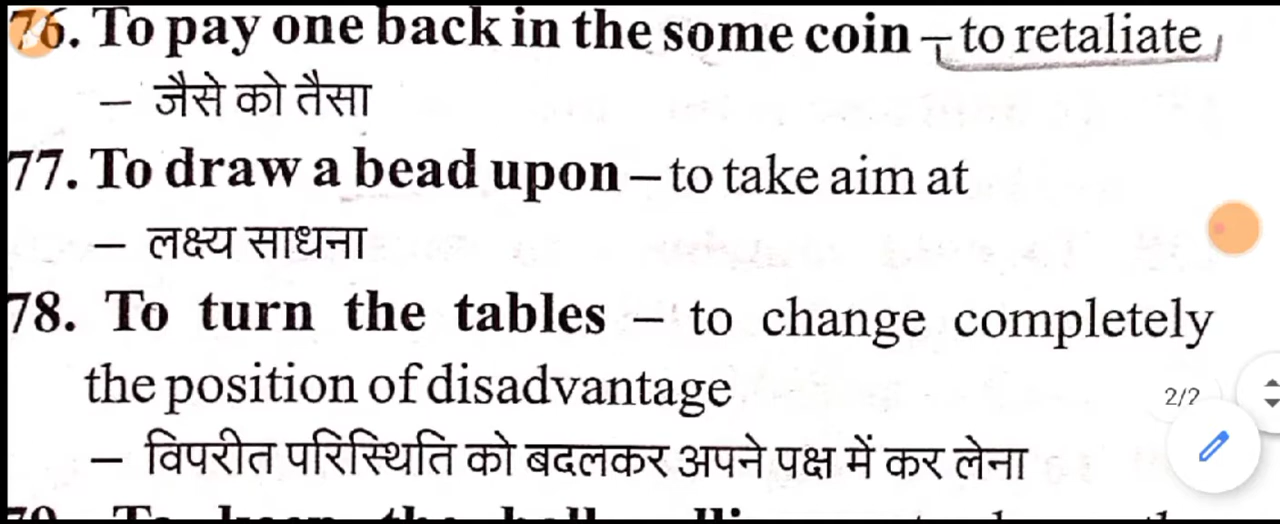 76. To pay one back in the some coin – to retaliate
– जैसे को तैसा
77. To draw a bead upon – to take aim at
– लक्ष्य साधना
78. To turn the tables – to change completely
the position of disadvantage
2/2
– विपरीत परिस्थिति को बदलकर अपने पक्ष में कर लेना